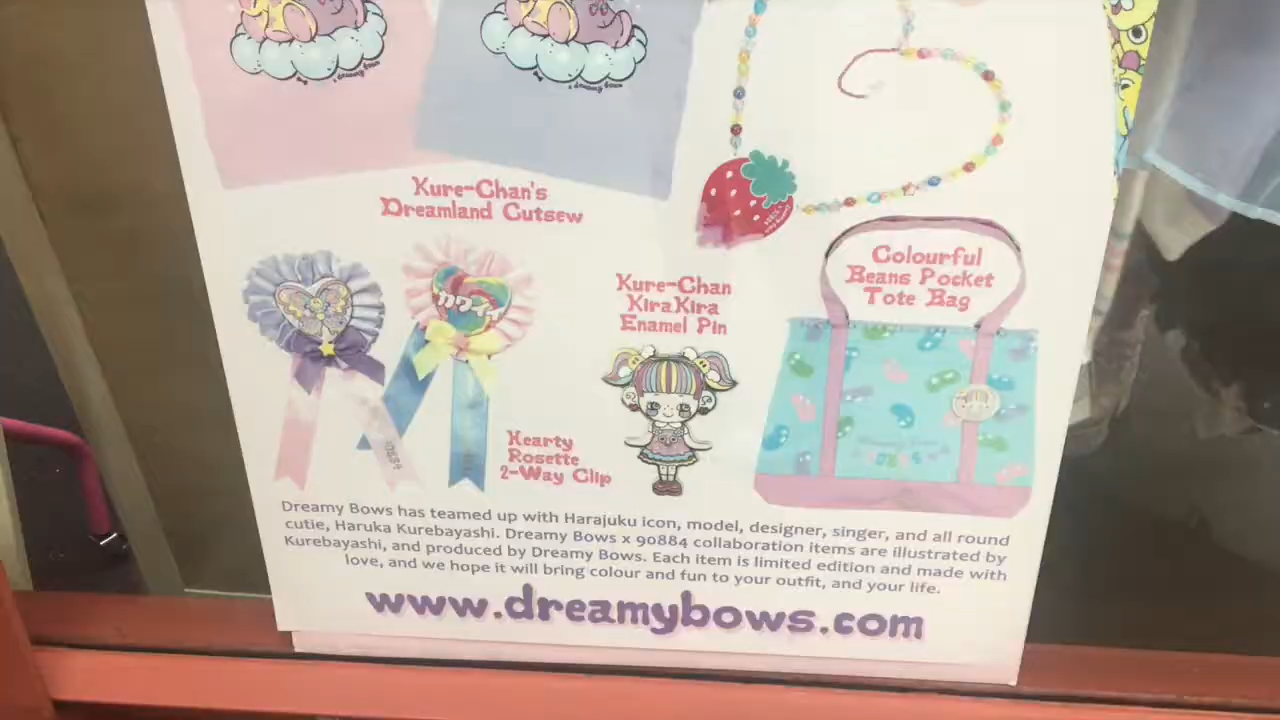 Kure-Chan's
Dreamland Cutsew
Colourful
Beans Pocket
Tote Bag
Kure-Chan
KiraKira
Enamel Pin
カワイイ
Hearty
Rosette
2-Way Clip
Dreamy Bows has teamed up with Harajuku icon, model, designer, singer, and all round
cutie, Haruka Kurebayashi. Dreamy Bows x 90884 collaboration items are illustrated by
Kurebayashi, and produced by Dreamy Bows. Each item is limited edition and made with
love, and we hope it will bring colour and fun to your outfit, and your life.
www.dreamybows.com